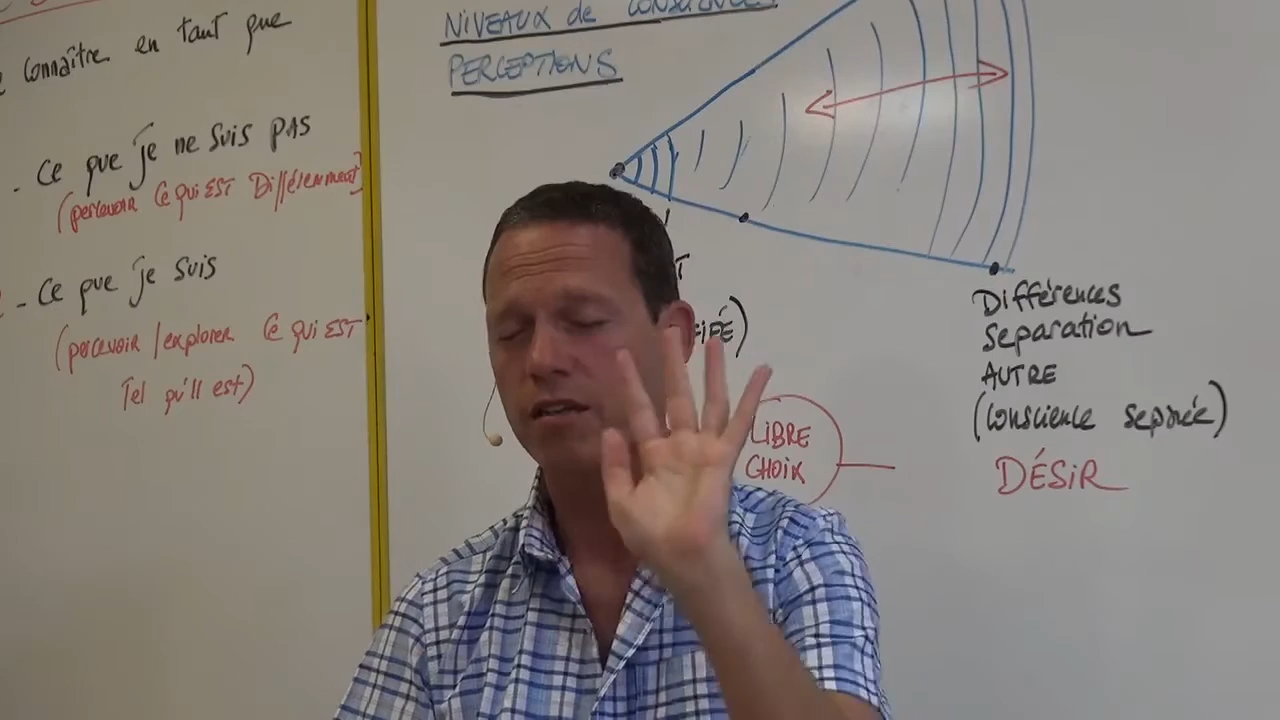 connaître en tant que
- Ce que je ne suis PAS
(percevoir Ce qui EST Différemment)
- Ce que je suis
(percevoir / explorer Ce qui EST
Tel qu'Il est)
NIVEAUX de CONSCIENCE
PERCEPTIONS
Différences
separation
AUTRE
(conscience separée)
DÉSIR
LIBRE
CHOIX